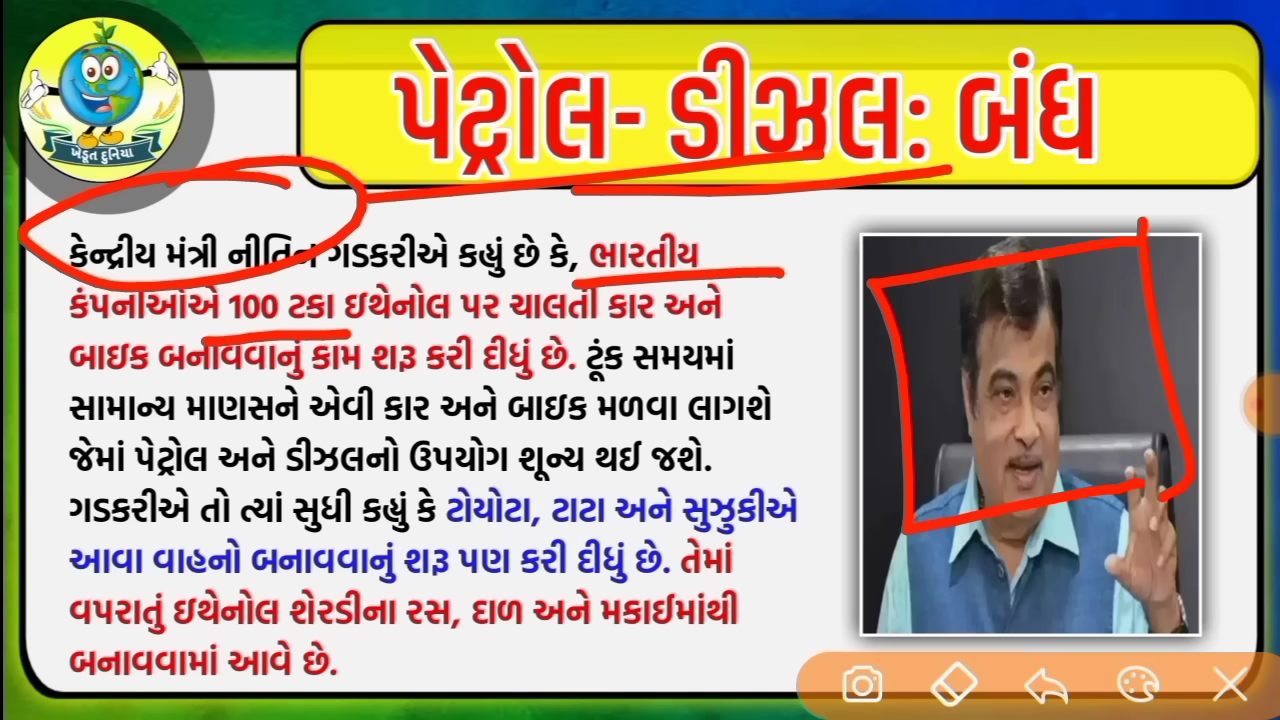 ખેડૂત દુનિયા
પેટ્રોલ- ડીઝલ: બંધ
કેન્દ્રીય મંત્રી નીતિન ગડકરીએ કહ્યું છે કે, ભારતીય
કંપનીઓએ 100 ટકા ઇથેનોલ પર ચાલતી કાર અને
બાઇક બનાવવાનું કામ શરૂ કરી દીધું છે. ટૂંક સમયમાં
સામાન્ય માણસને એવી કાર અને બાઇક મળવા લાગશે
જેમાં પેટ્રોલ અને ડીઝલનો ઉપયોગ શૂન્ય થઈ જશે.
ગડકરીએ તો ત્યાં સુધી કહ્યું કે ટોયોટા, ટાટા અને સુઝુકીએ
આવા વાહનો બનાવવાનું શરૂ પણ કરી દીધું છે. તેમાં
વપરાતું ઇથેનોલ શેરડીના રસ, દાળ અને મકાઈમાંથી
બનાવવામાં આવે છે.